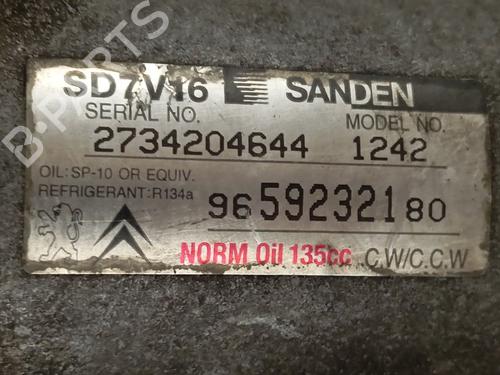 SD7V16 SANDEN
SERIAL NO. MODEL NO.
2734204644 1242
OIL:SP-10 OR EQUIV.
REFRIGERANT:R134a
9659232180
NORM Oil 135cc C.W/C.C.W
B-PARTS